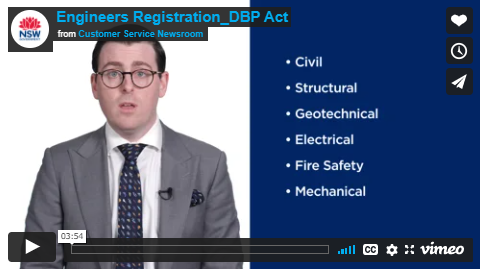 Engineers Registration_DBP Act
from Customer Service Newsroom
NSW
GOVERNMENT
• Civil
• Structural
• Geotechnical
• Electrical
• Fire Safety
• Mechanical
03:54
CC
vimeo